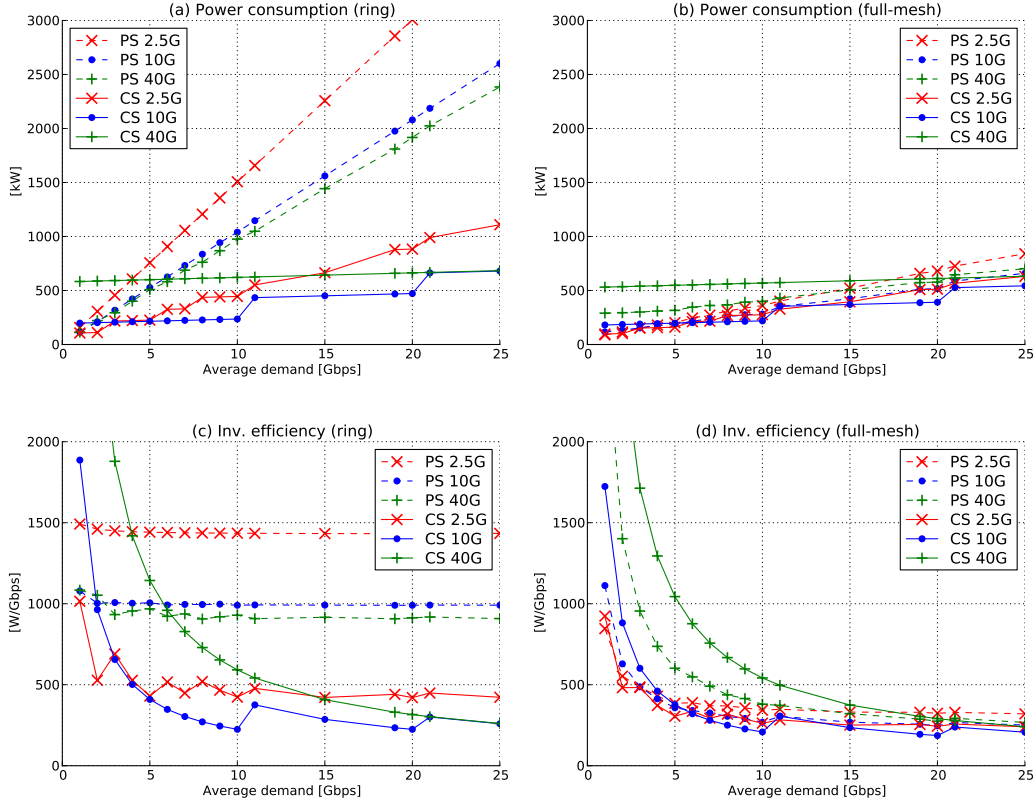 (a) Power consumption (ring)
3000
2500
2000
1500
1000
500
0
[kW]
PS 2.5G
PS 10G
PS 40G
CS 2.5G
CS 10G
CS 40G
0 5 10 15 20 25
Average demand [Gbps]
(b) Power consumption (full-mesh)
3000
2500
2000
1500
1000
500
0
[kW]
PS 2.5G
PS 10G
PS 40G
CS 2.5G
CS 10G
CS 40G
0 5 10 15 20 25
Average demand [Gbps]
(c) Inv. efficiency (ring)
2000
1500
1000
500
0
[W/Gbps]
PS 2.5G
PS 10G
PS 40G
CS 2.5G
CS 10G
CS 40G
0 5 10 15 20 25
Average demand [Gbps]
(d) Inv. efficiency (full-mesh)
2000
1500
1000
500
0
[W/Gbps]
PS 2.5G
PS 10G
PS 40G
CS 2.5G
CS 10G
CS 40G
0 5 10 15 20 25
Average demand [Gbps]